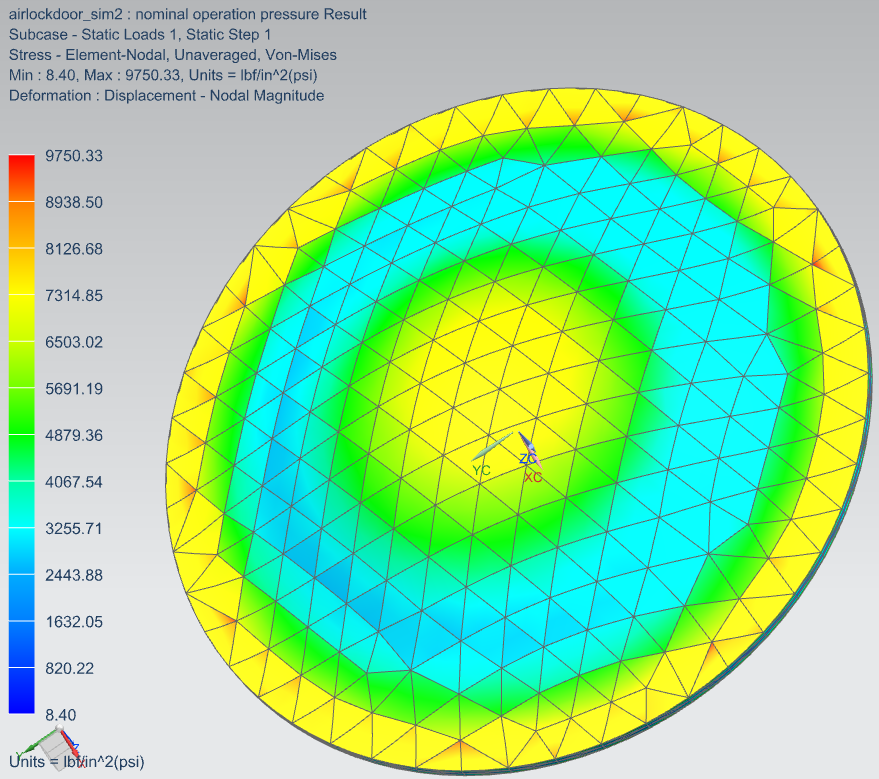 airlockdoor_sim2 : nominal operation pressure Result
Subcase - Static Loads 1, Static Step 1
Stress - Element-Nodal, Unaveraged, Von-Mises
Min : 8.40, Max : 9750.33, Units = lbf/in^2(psi)
Deformation : Displacement - Nodal Magnitude
9750.33
8938.50
8126.68
7314.85
6503.02
5691.19
4879.36
4067.54
3255.71
2443.88
1632.05
820.22
8.40
ZC
YC
XC
Units = lbf/in^2(psi)